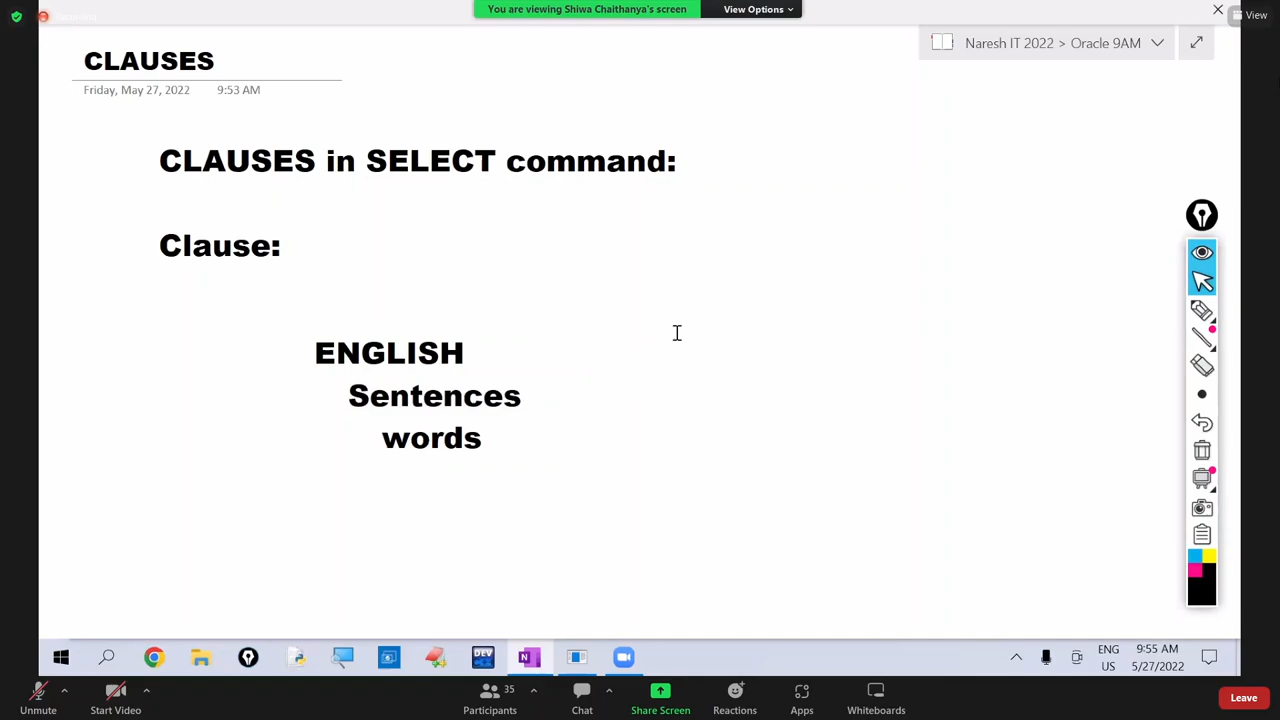 You are viewing Shiwa Chaithanya's screen
View Options
View
Naresh IT 2022 > Oracle 9AM
CLAUSES
Friday, May 27, 2022 9:53 AM
CLAUSES in SELECT command:
Clause:
ENGLISH
Sentences
words
DEV
ENG
US
9:55 AM
5/27/2022
Unmute
Start Video
35
Participants
Chat
Share Screen
Reactions
Apps
Whiteboards
Leave